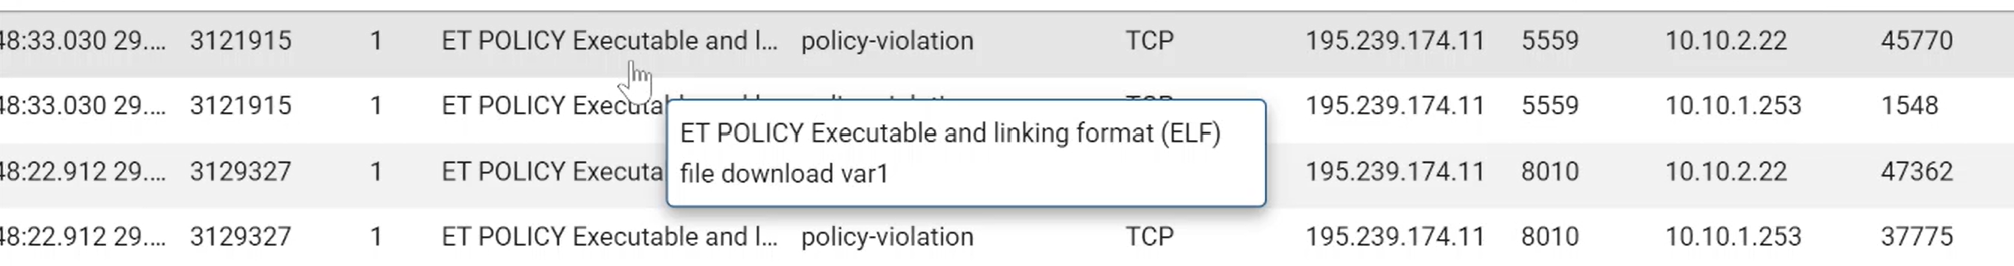 48:33.030 29.... 3121915 1 ET POLICY Executable and l... policy-violation TCP 195.239.174.11 5559 10.10.2.22 45770
48:33.030 29.... 3121915 1 ET POLICY Executa 195.239.174.11 5559 10.10.1.253 1548
ET POLICY Executable and linking format (ELF)
file download var1
48:22.912 29.... 3129327 1 ET POLICY Executa 195.239.174.11 8010 10.10.2.22 47362
48:22.912 29.... 3129327 1 ET POLICY Executable and l... policy-violation TCP 195.239.174.11 8010 10.10.1.253 37775